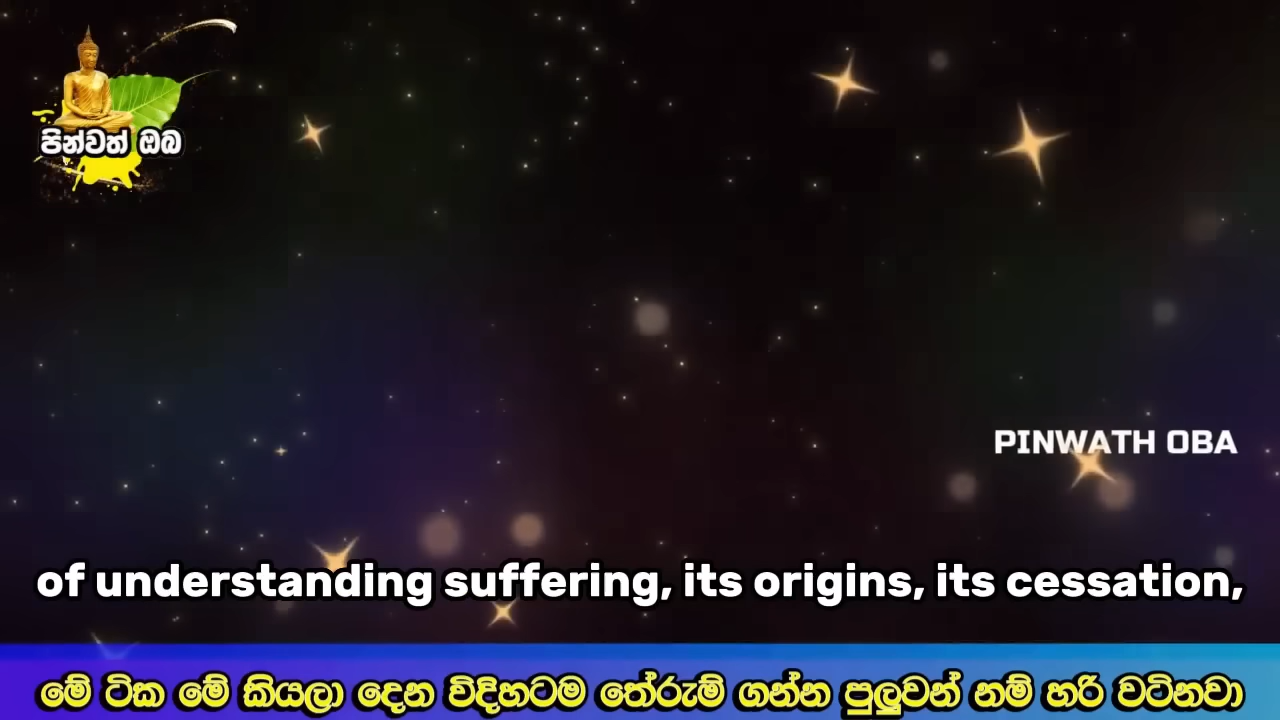 පින්වත් ඔබ
PINWATH OBA
of understanding suffering, its origins, its cessation,
මේ ටික මේ කියලා දෙන විදිහටම තේරුම් ගන්න පුලුවන් නම් හරි වටිනවා